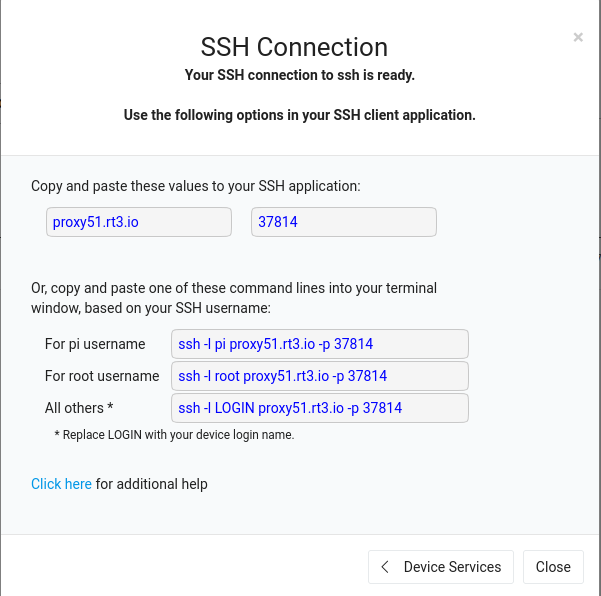 ×
SSH Connection
Your SSH connection to ssh is ready.
Use the following options in your SSH client application.
Copy and paste these values to your SSH application:
proxy51.rt3.io 37814
Or, copy and paste one of these command lines into your terminal
window, based on your SSH username:
For pi username ssh -l pi proxy51.rt3.io -p 37814
For root username ssh -l root proxy51.rt3.io -p 37814
All others * ssh -l LOGIN proxy51.rt3.io -p 37814
* Replace LOGIN with your device login name.
Click here for additional help
Device Services Close